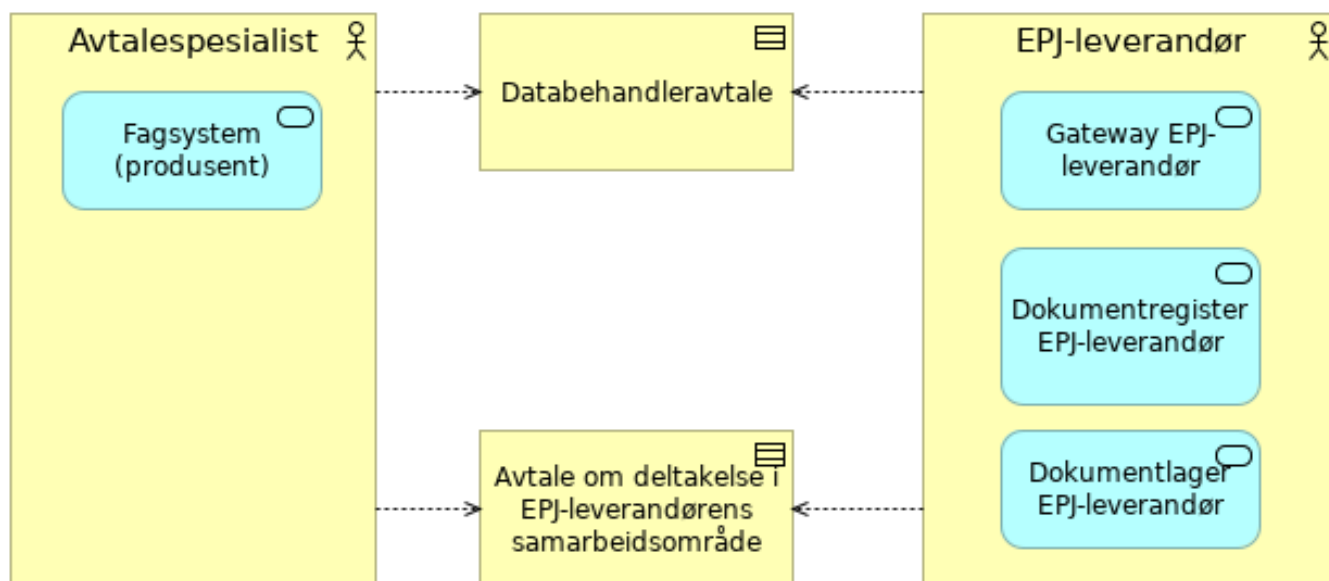 Avtalespesialist
Fagsystem
(produsent)
Databehandleravtale
Avtale om deltakelse i
EPJ-leverandørens
samarbeidsområde
EPJ-leverandør
Gateway EPJ-
leverandør
Dokumentregister
EPJ-leverandør
Dokumentlager
EPJ-leverandør